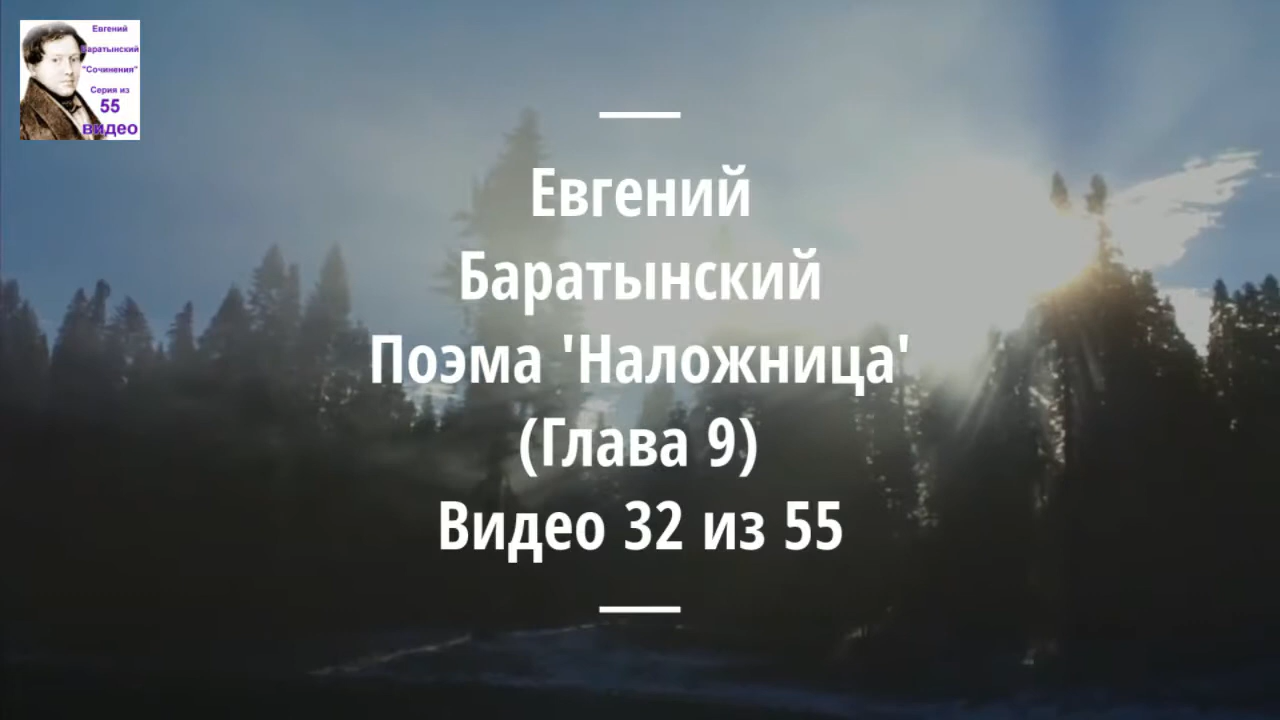 Евгений
Баратынский
"Сочинения"
Серия из
55
видео
Евгений
Баратынский
Поэма 'Наложница'
(Глава 9)
Видео 32 из 55